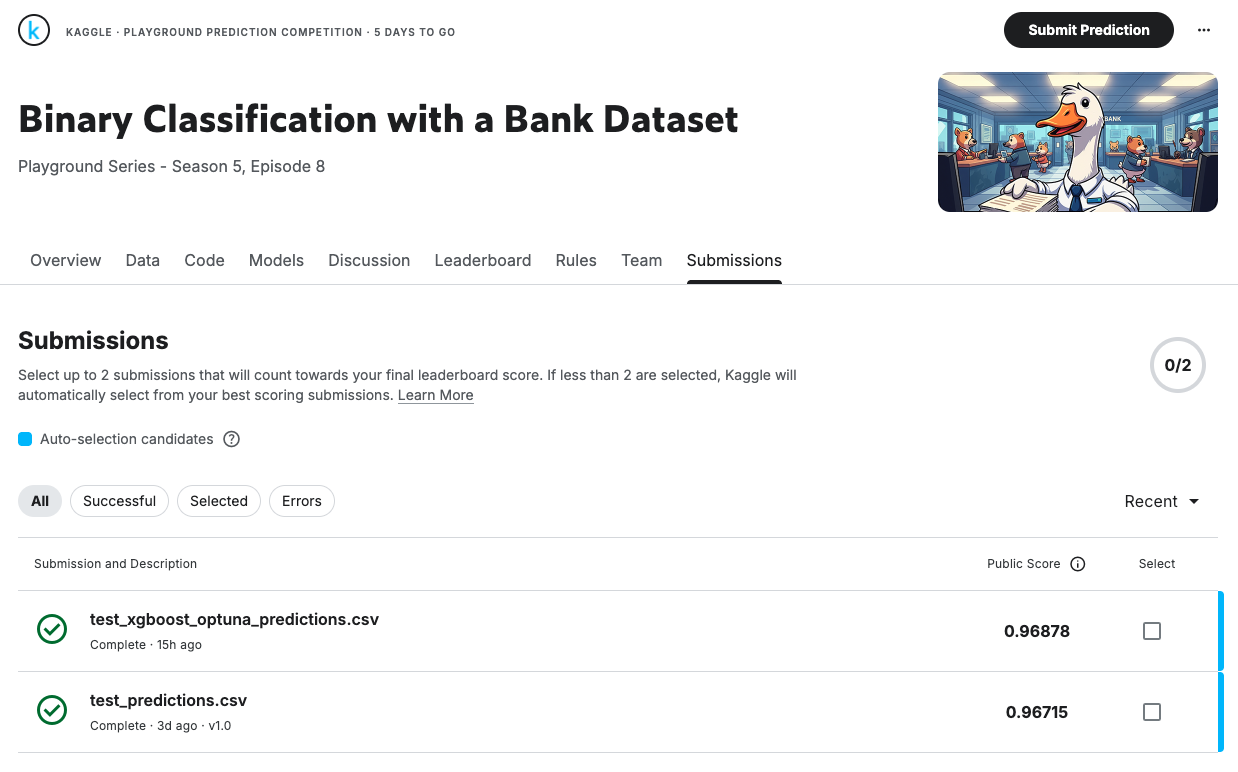 k
KAGGLE · PLAYGROUND PREDICTION COMPETITION · 5 DAYS TO GO
Submit Prediction
Binary Classification with a Bank Dataset
Playground Series - Season 5, Episode 8
BANK
Overview Data Code Models Discussion Leaderboard Rules Team Submissions
Submissions
Select up to 2 submissions that will count towards your final leaderboard score. If less than 2 are selected, Kaggle will
automatically select from your best scoring submissions. Learn More
0/2
Auto-selection candidates ?
All Successful Selected Errors
Recent
Submission and Description Public Score Select
test_xgboost_optuna_predictions.csv
Complete · 15h ago
0.96878
test_predictions.csv
Complete · 3d ago · v1.0
0.96715